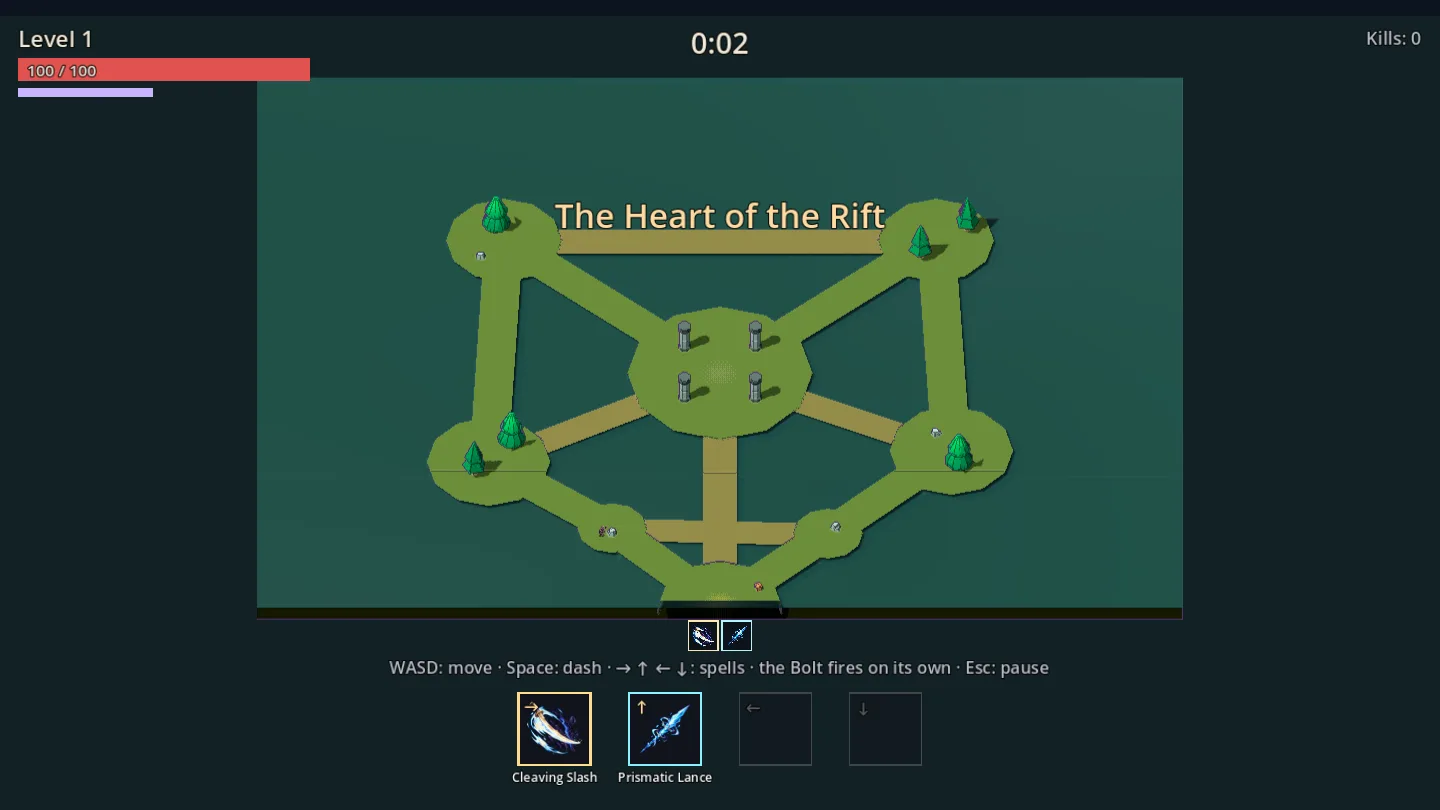 Level 1
0:02
Kills: 0
100 / 100
The Heart of the Rift
WASD: move · Space: dash · → ↑ ← ↓: spells · the Bolt fires on its own · Esc: pause
→
↑
←
↓
Cleaving Slash
Prismatic Lance